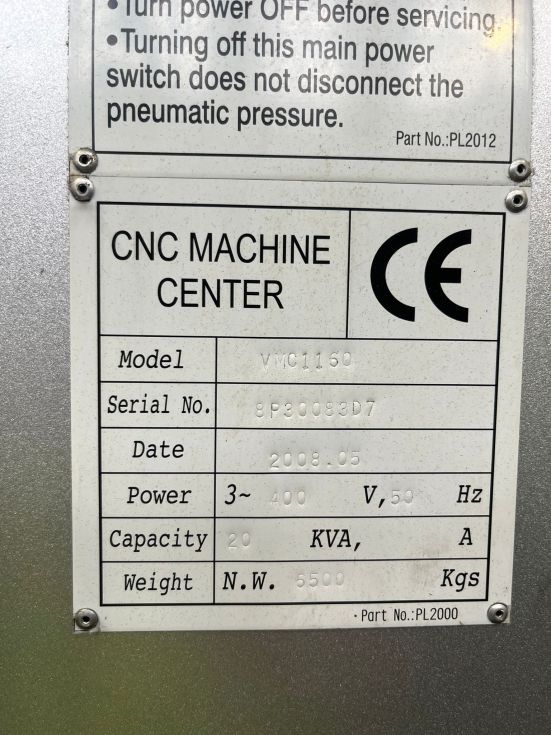 • Turn power OFF before servicing.
• Turning off this main power
switch does not disconnect the
pneumatic pressure.
Part No.:PL2012
CNC MACHINE
CENTER
CE
Model VMC1160
Serial No. 8P30083D7
Date 2008.05
Power 3~ 400 V, 50 Hz
Capacity 20 KVA, A
Weight N.W. 5500 Kgs
· Part No.:PL2000